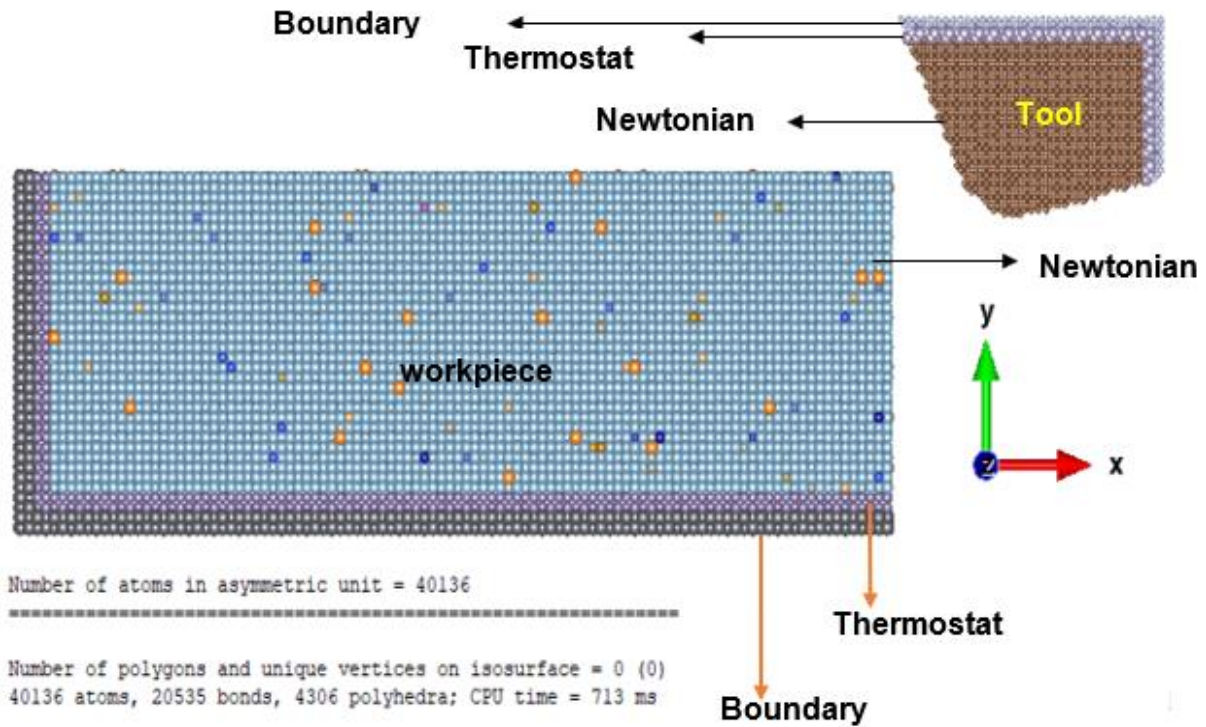 Boundary
Thermostat
Newtonian
Tool
Newtonian
workpiece
y
z
x
Thermostat
Boundary
Number of atoms in asymmetric unit = 40136
================================================================
Number of polygons and unique vertices on isosurface = 0 (0)
40136 atoms, 20535 bonds, 4306 polyhedra; CPU time = 713 ms